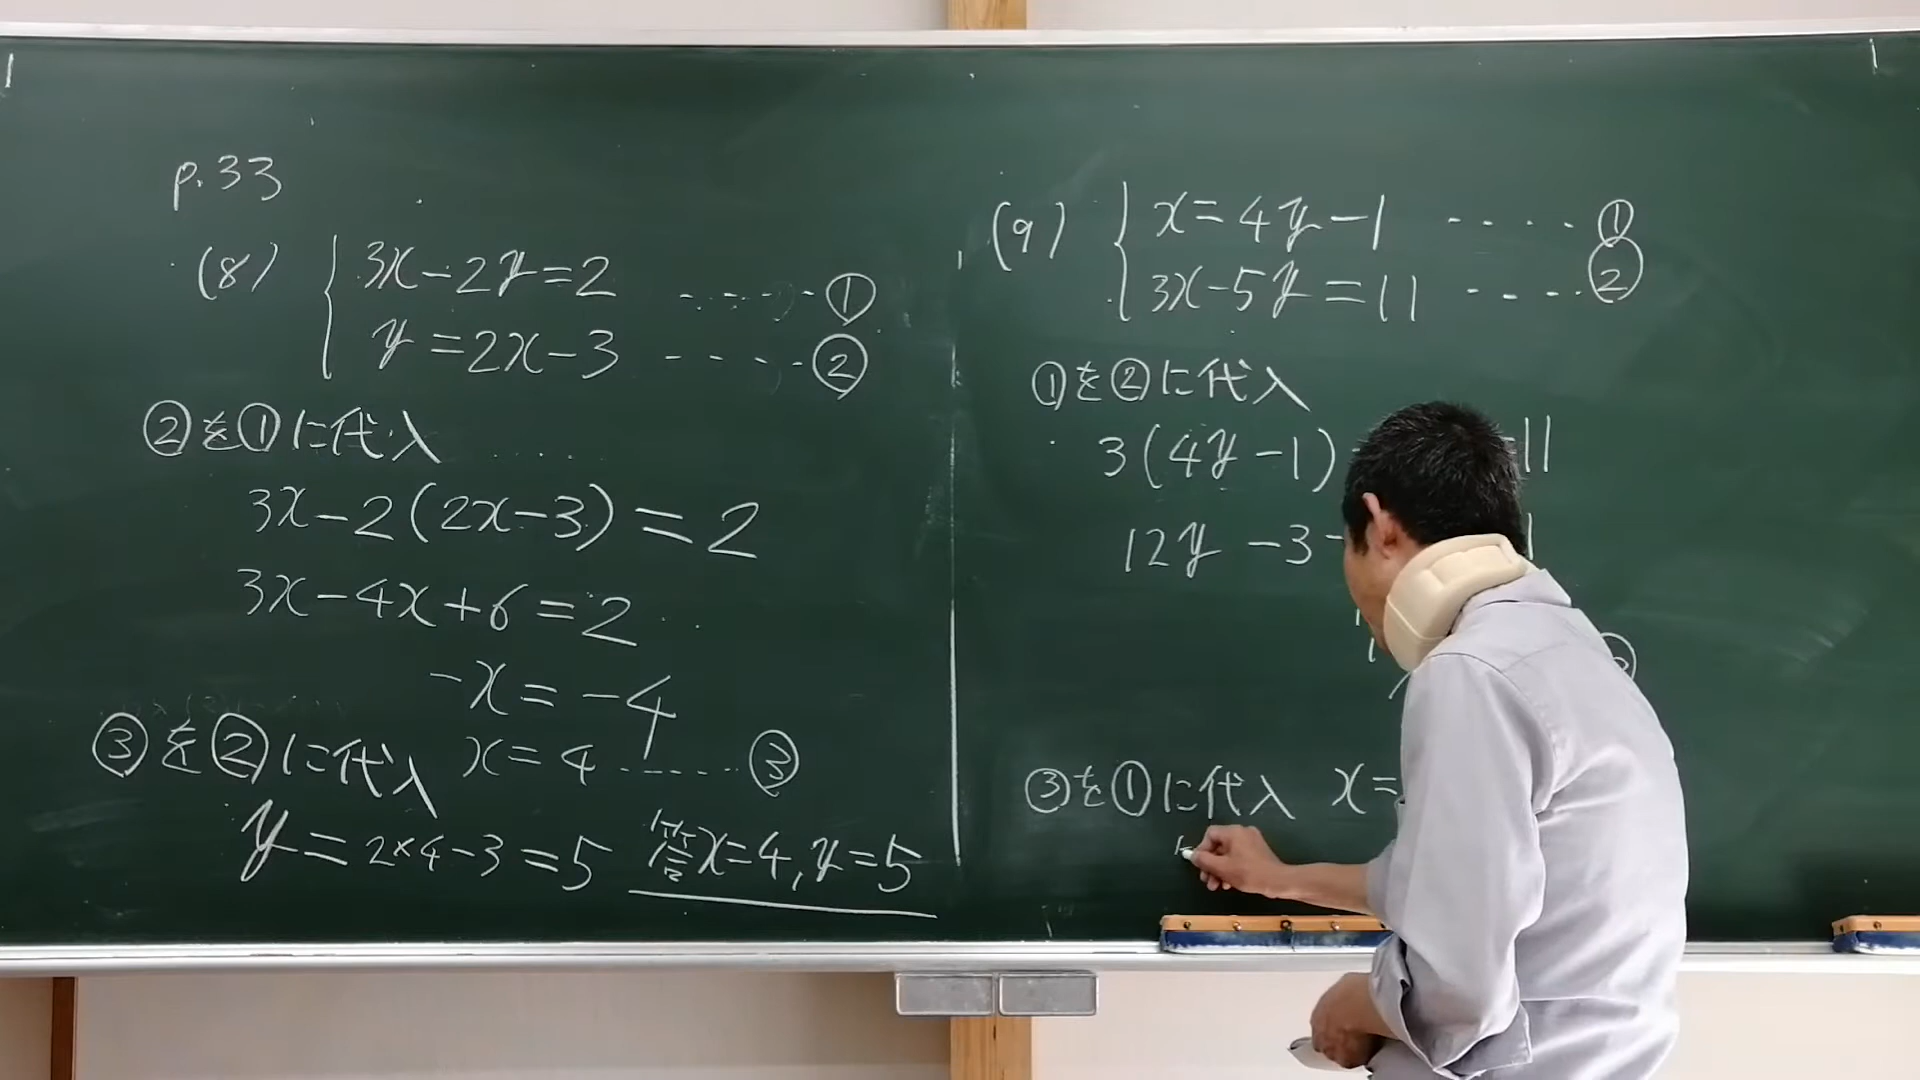 p.33
(8) 3x-2y=2 ----- ①
y=2x-3 ----- ②
②を①に代入
3x-2(2x-3)=2
3x-4x+6=2
-x=-4
③を②に代入 x=4 ----- ③
y=2×4-3=5 答x=4,y=5
(9) x=4y-1 ----- ①
3x-5y=11 ----- ②
①を②に代入
3(4y-1) 11
12y-3
③を①に代入 x=